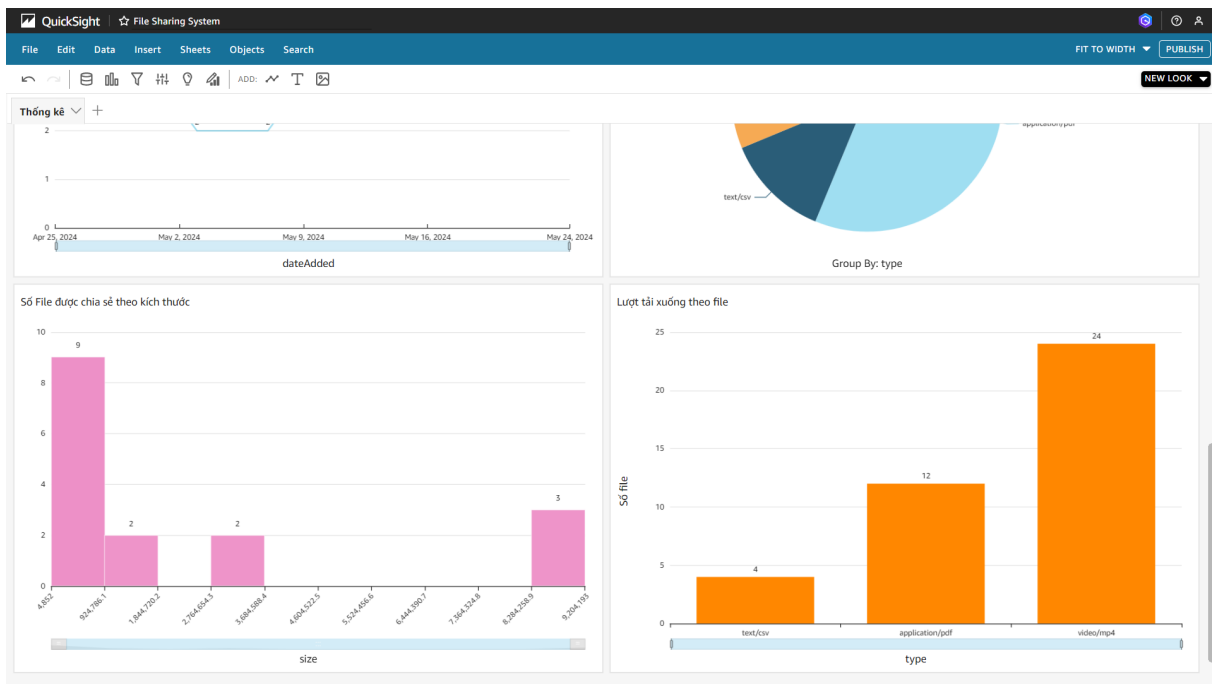 QuickSight
File Sharing System
File Edit Data Insert Sheets Objects Search
FIT TO WIDTH PUBLISH
ADD:
NEW LOOK
Thống kê
2
1
0
Apr 25, 2024 May 2, 2024 May 9, 2024 May 16, 2024 May 24, 2024
dateAdded
application/pdf
text/csv
Group By: type
Số File được chia sẻ theo kích thước
10
8
6
4
2
0
9
2
2
3
4,852 924,786.1 1,844,720.2 2,764,654.3 3,684,588.4 4,604,522.5 5,524,456.6 6,444,390.7 7,364,324.8 8,284,258.9 9,204,193
size
Lượt tải xuống theo file
Số file
25
20
15
10
5
0
4
12
24
text/csv application/pdf video/mp4
type